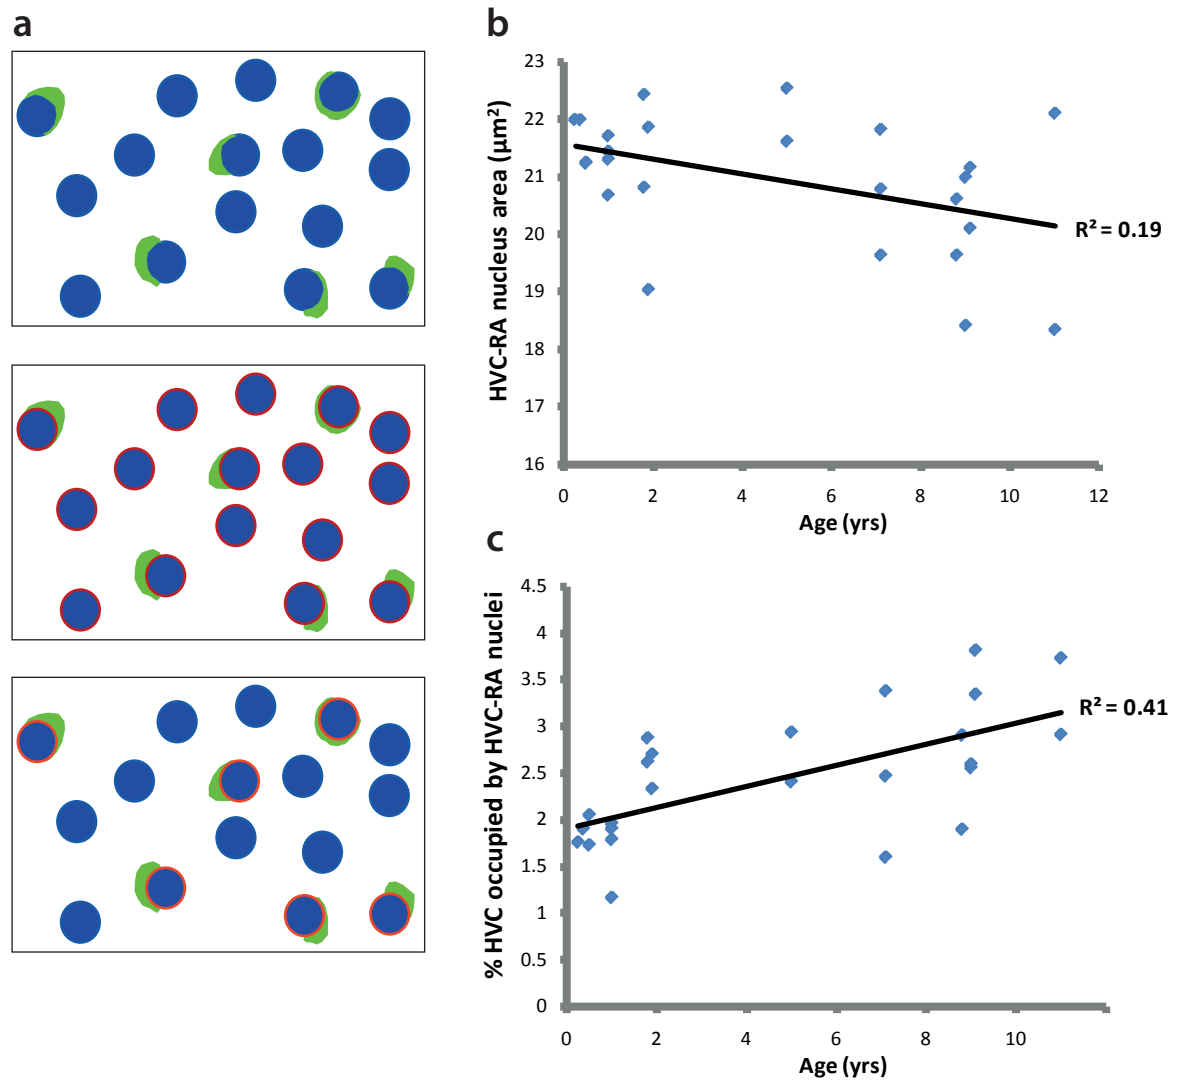 a
b
HVC-RA nucleus area (µm²)
23
22
21
20
19
18
17
16
R² = 0.19
0 2 4 6 8 10 12
Age (yrs)
c
% HVC occupied by HVC-RA nuclei
4.5
4
3.5
3
2.5
2
1.5
1
0.5
0
R² = 0.41
0 2 4 6 8 10
Age (yrs)